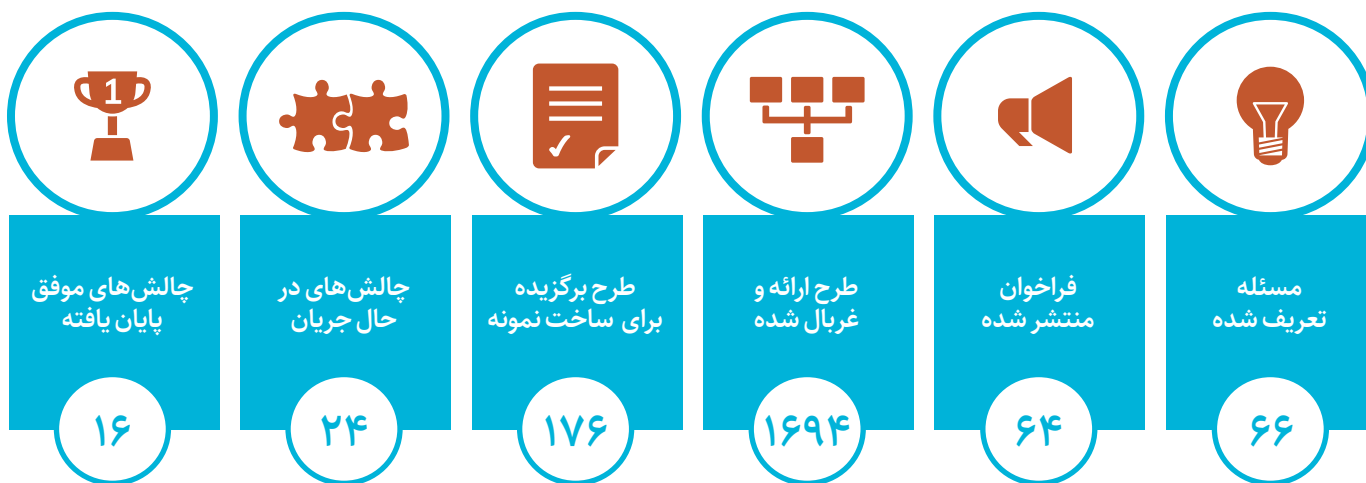 مسئله
تعریف شده
۶۶
فراخوان
منتشر شده
۶۴
طرح ارائه و
غربال شده
۱۶۹۴
طرح برگزیده
برای ساخت نمونه
۱۷۶
چالش‌های در
حال جریان
۲۴
1
چالش‌های موفق
پایان یافته
۱۶